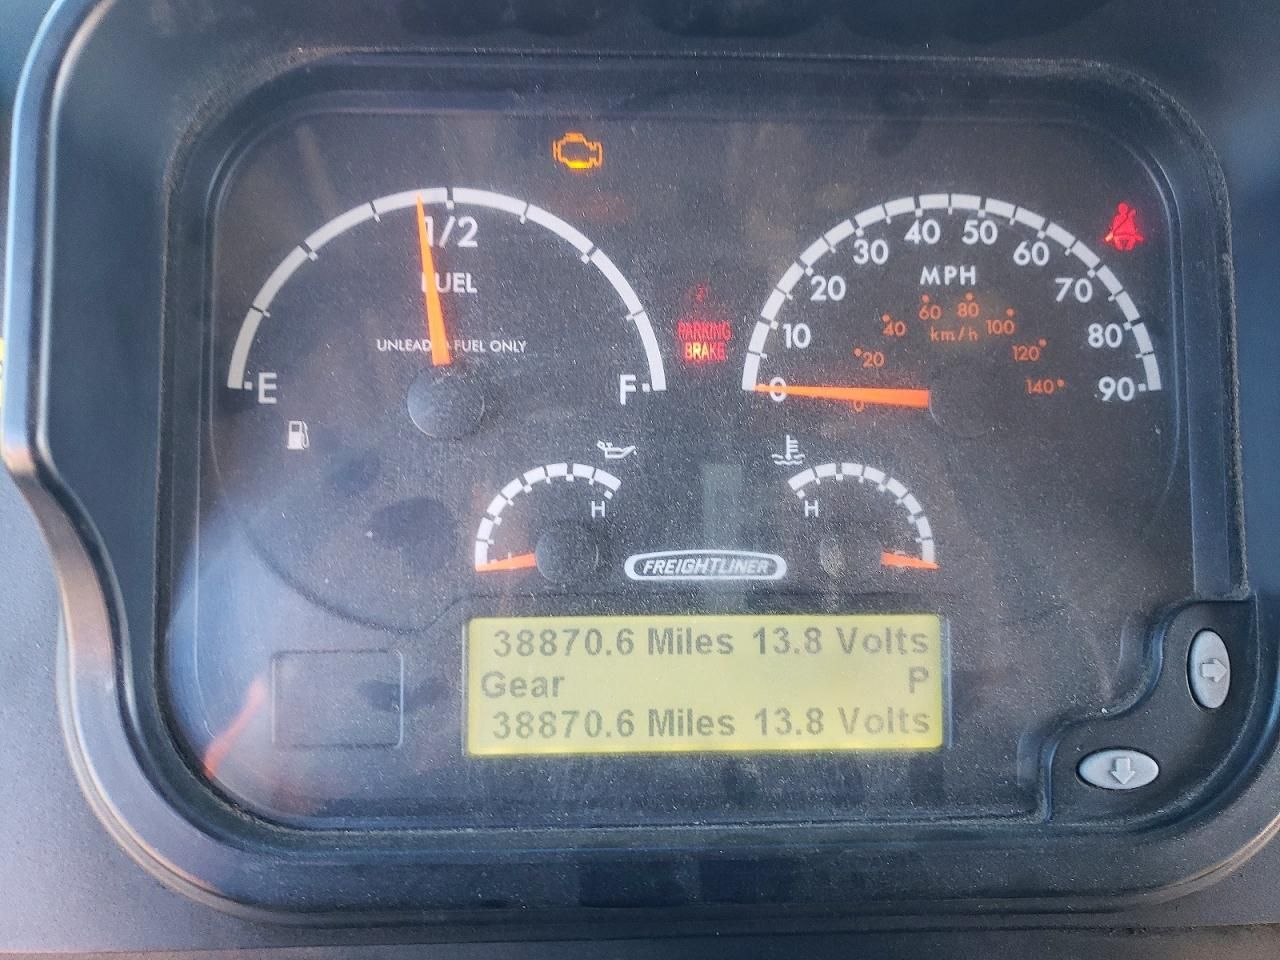 1/2
FUEL
UNLEADED FUEL ONLY
E
F
PARKING
BRAKE
0
10
20
30
40
50
60
70
80
90
MPH
0
20
40
60
80
100
120
140
km/h
H
H
FREIGHTLINER
38870.6 Miles 13.8 Volts
Gear P
38870.6 Miles 13.8 Volts